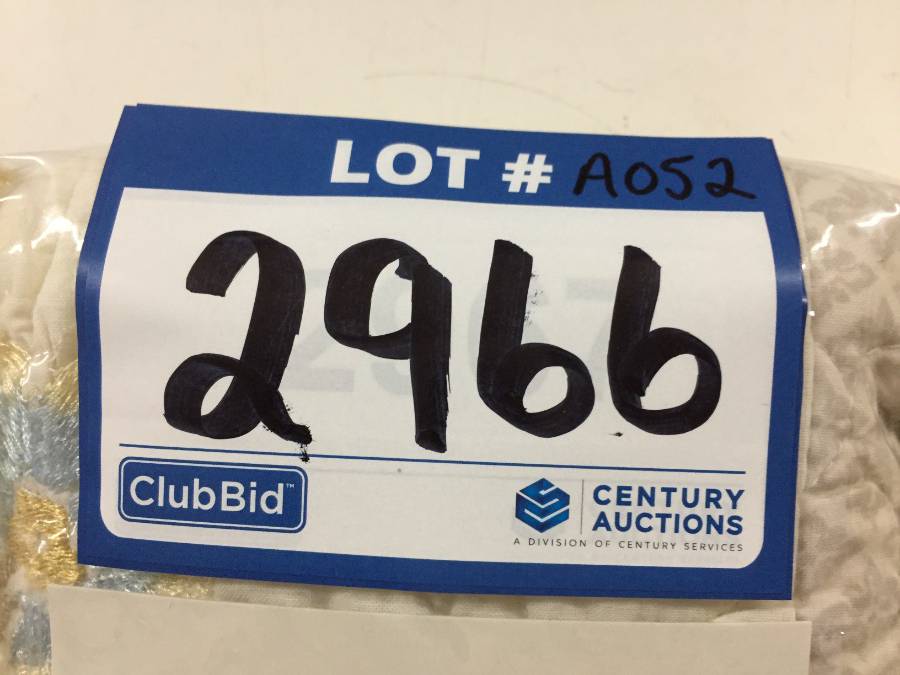 LOT # A052
2966
ClubBid™
CENTURY
AUCTIONS
A DIVISION OF CENTURY SERVICES